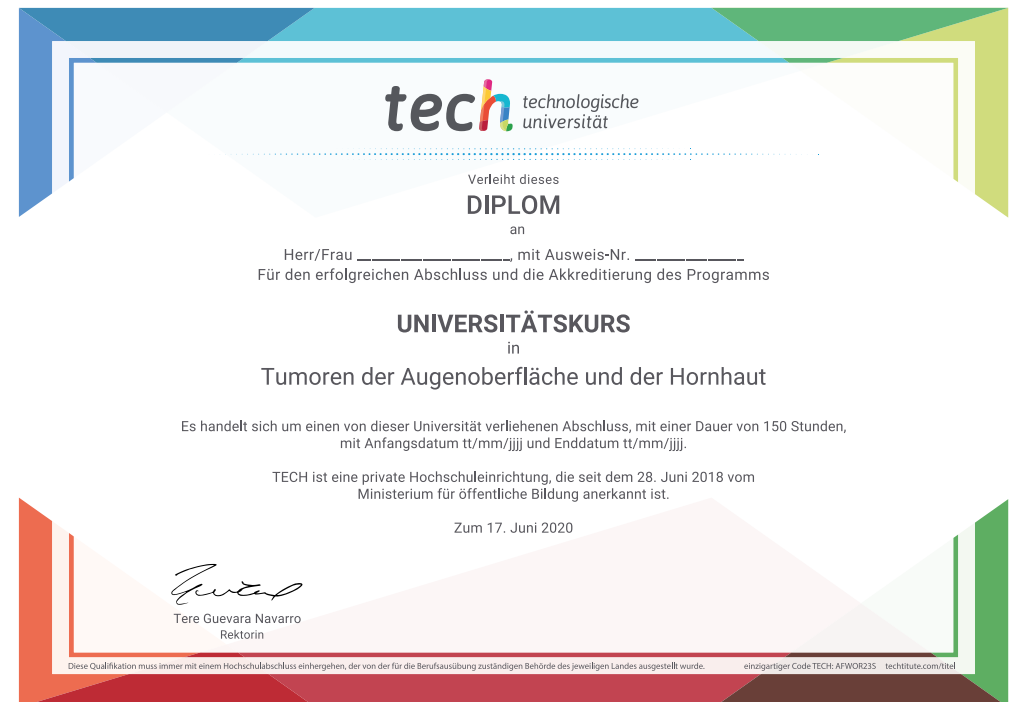 tech technologische
universität
Verleiht dieses
DIPLOM
an
Herr/Frau ____________________, mit Ausweis-Nr. ______________
Für den erfolgreichen Abschluss und die Akkreditierung des Programms
UNIVERSITÄTSKURS
in
Tumoren der Augenoberfläche und der Hornhaut
Es handelt sich um einen von dieser Universität verliehenen Abschluss, mit einer Dauer von 150 Stunden,
mit Anfangsdatum tt/mm/jjjj und Enddatum tt/mm/jjjj.
TECH ist eine private Hochschuleinrichtung, die seit dem 28. Juni 2018 vom
Ministerium für öffentliche Bildung anerkannt ist.
Zum 17. Juni 2020
Tere Guevara Navarro
Rektorin
Diese Qualifikation muss immer mit einem Hochschulabschluss einhergehen, der von der für die Berufsausübung zuständigen Behörde des jeweiligen Landes ausgestellt wurde. einzigartiger Code TECH: AFWOR23S techtitute.com/titel